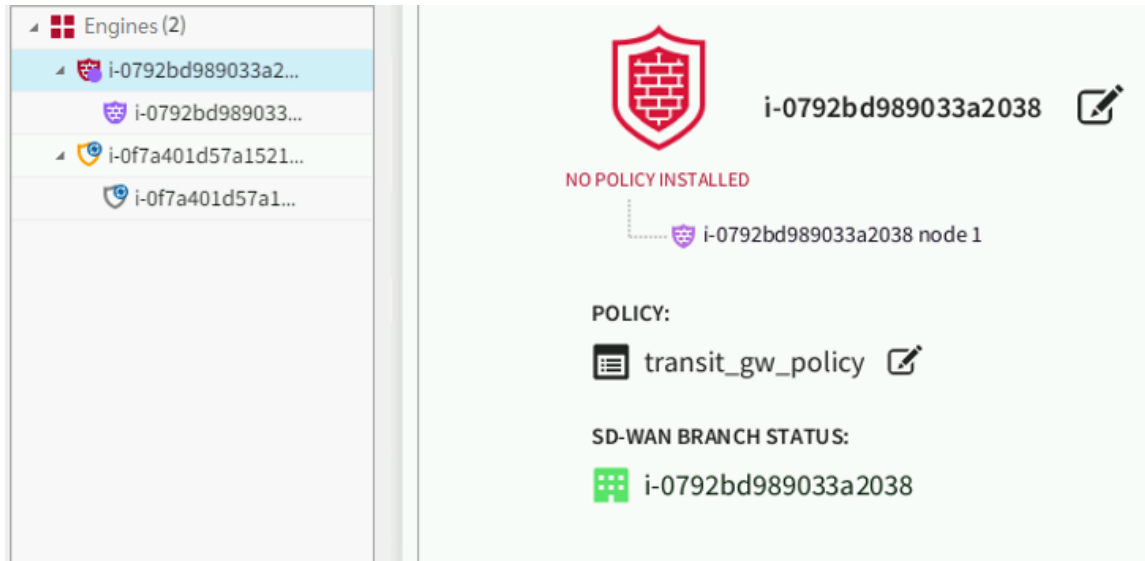 Engines (2)
i-0792bd989033a2...
i-0792bd989033...
i-0f7a401d57a1521...
i-0f7a401d57a1...
i-0792bd989033a2038
NO POLICY INSTALLED
i-0792bd989033a2038 node 1
POLICY:
transit_gw_policy
SD-WAN BRANCH STATUS:
i-0792bd989033a2038